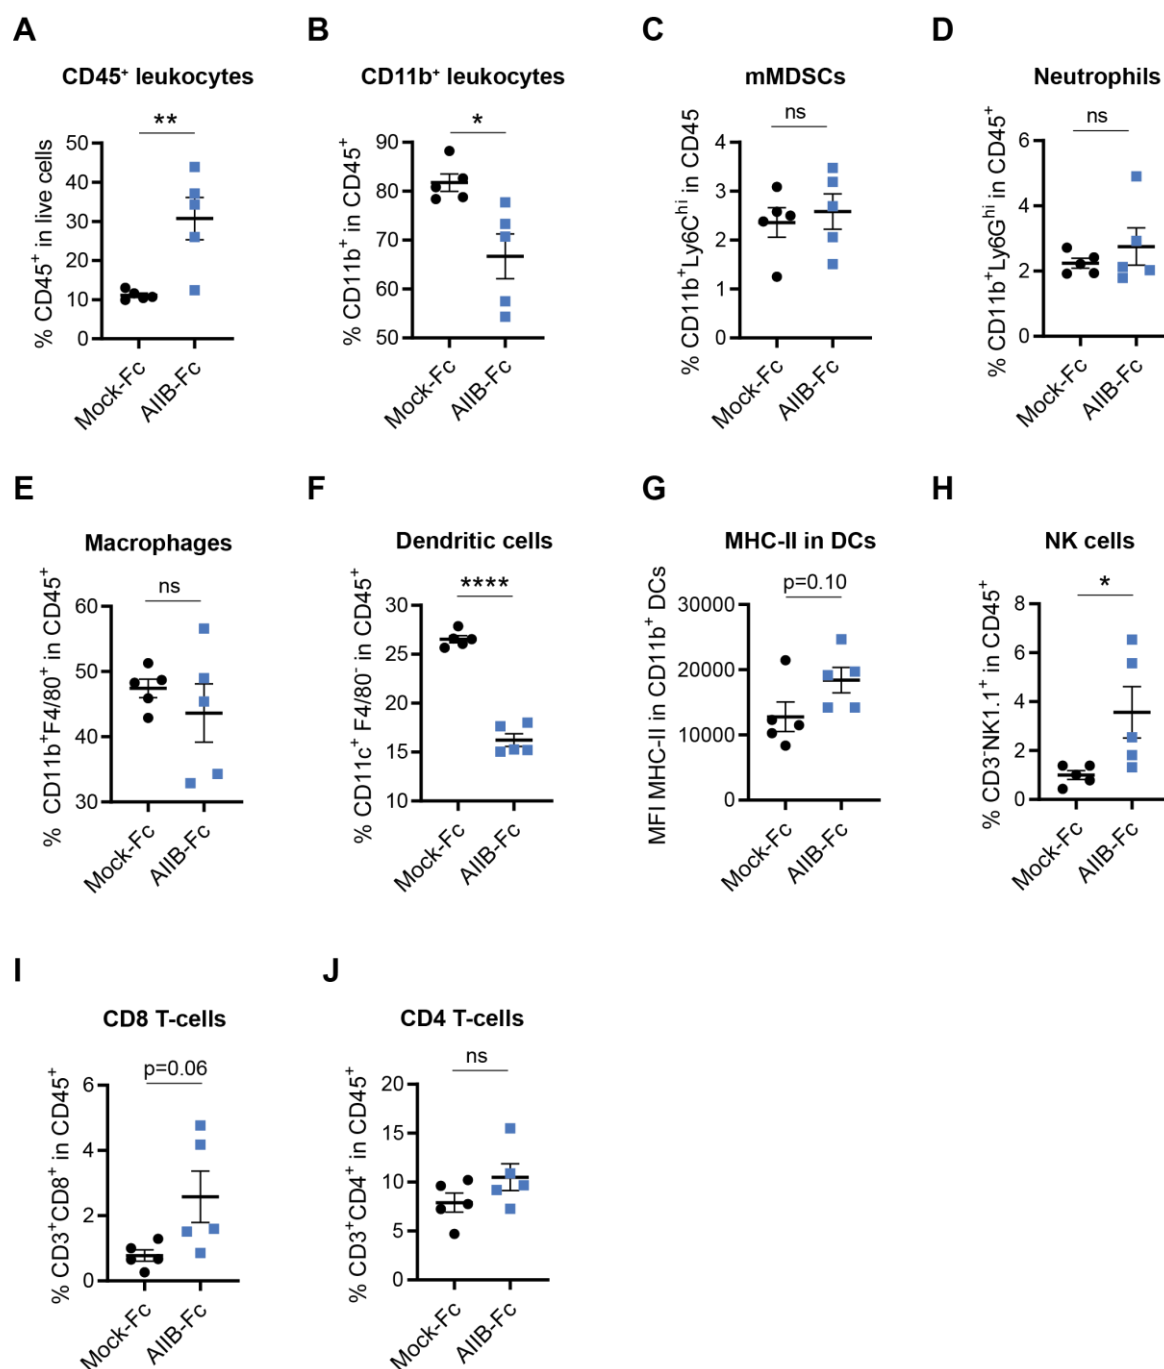 A
CD45⁺ leukocytes
**
% CD45⁺ in live cells
50
40
30
20
10
0
Mock-Fc
AIIB-Fc
B
CD11b⁺ leukocytes
*
% CD11b⁺ in CD45⁺
90
80
70
60
50
Mock-Fc
AIIB-Fc
C
mMDSCs
ns
% CD11b⁺Ly6Cʰⁱ in CD45
4
3
2
1
0
Mock-Fc
AIIB-Fc
D
Neutrophils
ns
% CD11b⁺Ly6Gʰⁱ in CD45⁺
6
4
2
0
Mock-Fc
AIIB-Fc
E
Macrophages
ns
% CD11b⁺F4/80⁺ in CD45⁺
60
50
40
30
Mock-Fc
AIIB-Fc
F
Dendritic cells
****
% CD11c⁺ F4/80⁻ in CD45⁺
30
25
20
15
10
Mock-Fc
AIIB-Fc
G
MHC-II in DCs
p=0.10
MFI MHC-II in CD11b⁺ DCs
30000
20000
10000
0
Mock-Fc
AIIB-Fc
H
NK cells
*
% CD3⁻NK1.1⁺ in CD45⁺
8
6
4
2
0
Mock-Fc
AIIB-Fc
I
CD8 T-cells
p=0.06
% CD3⁺CD8⁺ in CD45⁺
6
4
2
0
Mock-Fc
AIIB-Fc
J
CD4 T-cells
ns
% CD3⁺CD4⁺ in CD45⁺
20
15
10
5
0
Mock-Fc
AIIB-Fc